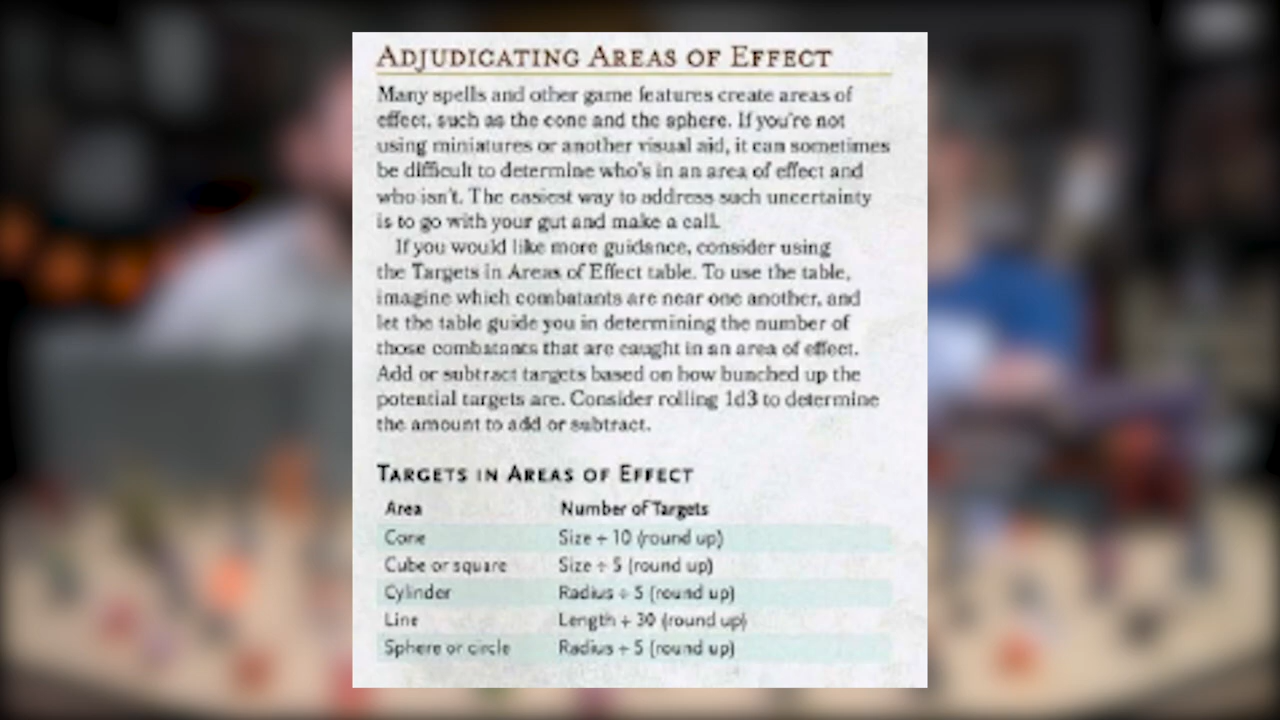 ADJUDICATING AREAS OF EFFECT
Many spells and other game features create areas of
effect, such as the cone and the sphere. If you're not
using miniatures or another visual aid, it can sometimes
be difficult to determine who's in an area of effect and
who isn't. The easiest way to address such uncertainty
is to go with your gut and make a call.
If you would like more guidance, consider using
the Targets in Areas of Effect table. To use the table,
imagine which combatants are near one another, and
let the table guide you in determining the number of
those combatants that are caught in an area of effect.
Add or subtract targets based on how bunched up the
potential targets are. Consider rolling 1d3 to determine
the amount to add or subtract.
TARGETS IN AREAS OF EFFECT
Area Number of Targets
Cone Size ÷ 10 (round up)
Cube or square Size ÷ 5 (round up)
Cylinder Radius ÷ 5 (round up)
Line Length ÷ 30 (round up)
Sphere or circle Radius ÷ 5 (round up)